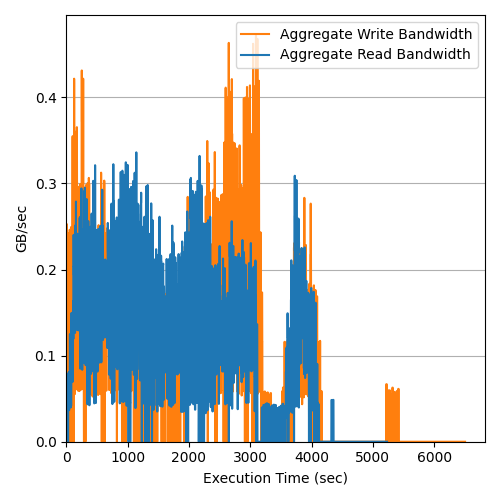 Aggregate Write Bandwidth
Aggregate Read Bandwidth
GB/sec
0.4
0.3
0.2
0.1
0.0
0 1000 2000 3000 4000 5000 6000
Execution Time (sec)